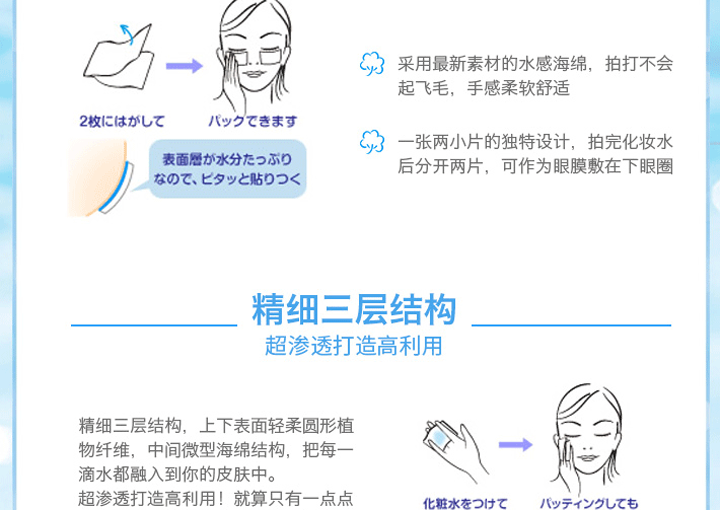 2枚にはがして
パックできます
表面層が水分たっぷり
なので、ピタッと貼りつく
采用最新素材的水感海绵，拍打不会
起飞毛，手感柔软舒适
一张两小片的独特设计，拍完化妆水
后分开两片，可作为眼膜敷在下眼圈
精细三层结构
超渗透打造高利用
精细三层结构，上下表面轻柔圆形植
物纤维，中间微型海绵结构，把每一
滴水都融入到你的皮肤中。
超渗透打造高利用！就算只有一点点
化粧水をつけて
パッティングしても